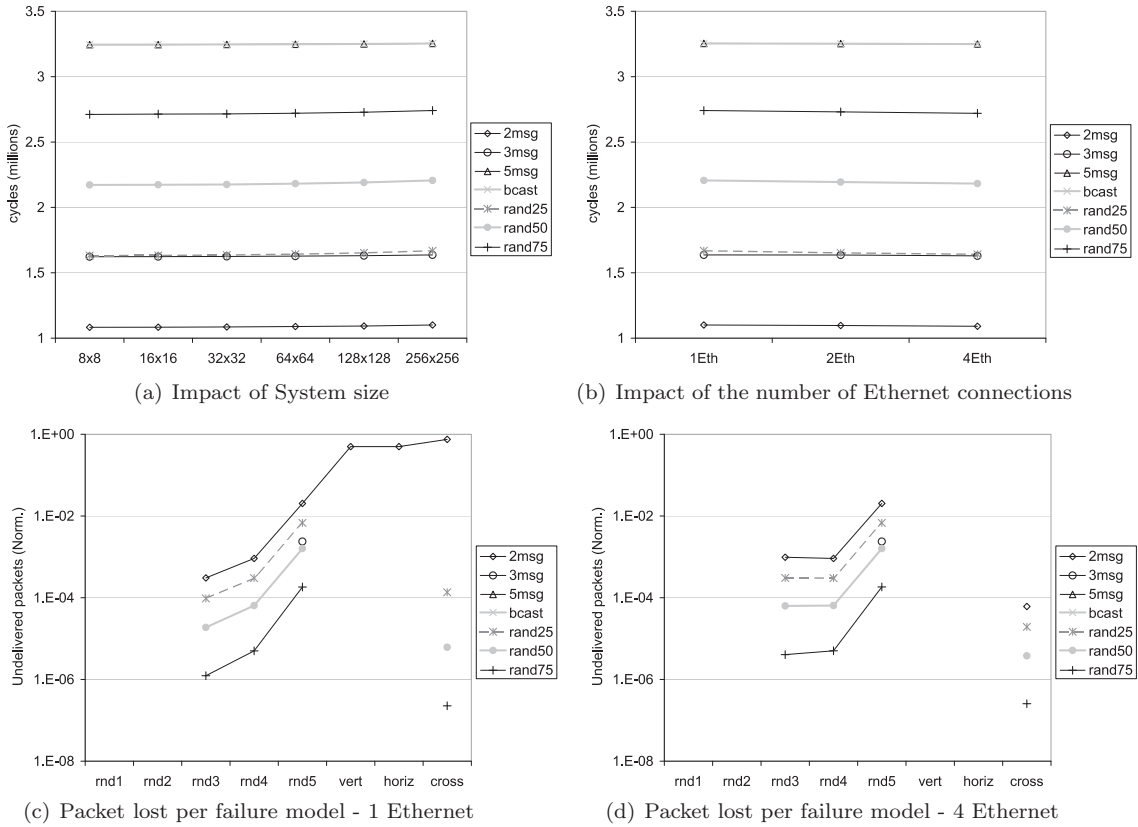 3.5
3
2.5
2
1.5
1
cycles (millions)
8x8
16x16
32x32
64x64
128x128
256x256
2msg
3msg
5msg
bcast
rand25
rand50
rand75
(a) Impact of System size
3.5
3
2.5
2
1.5
1
cycles (millions)
1Eth
2Eth
4Eth
2msg
3msg
5msg
bcast
rand25
rand50
rand75
(b) Impact of the number of Ethernet connections
1.E+00
1.E-02
1.E-04
1.E-06
1.E-08
Undelivered packets (Norm.)
rnd1
rnd2
rnd3
rnd4
rnd5
vert
horiz
cross
2msg
3msg
5msg
bcast
rand25
rand50
rand75
(c) Packet lost per failure model - 1 Ethernet
1.E+00
1.E-02
1.E-04
1.E-06
1.E-08
Undelivered packets (Norm.)
rnd1
rnd2
rnd3
rnd4
rnd5
vert
horiz
cross
2msg
3msg
5msg
bcast
rand25
rand50
rand75
(d) Packet lost per failure model - 4 Ethernet